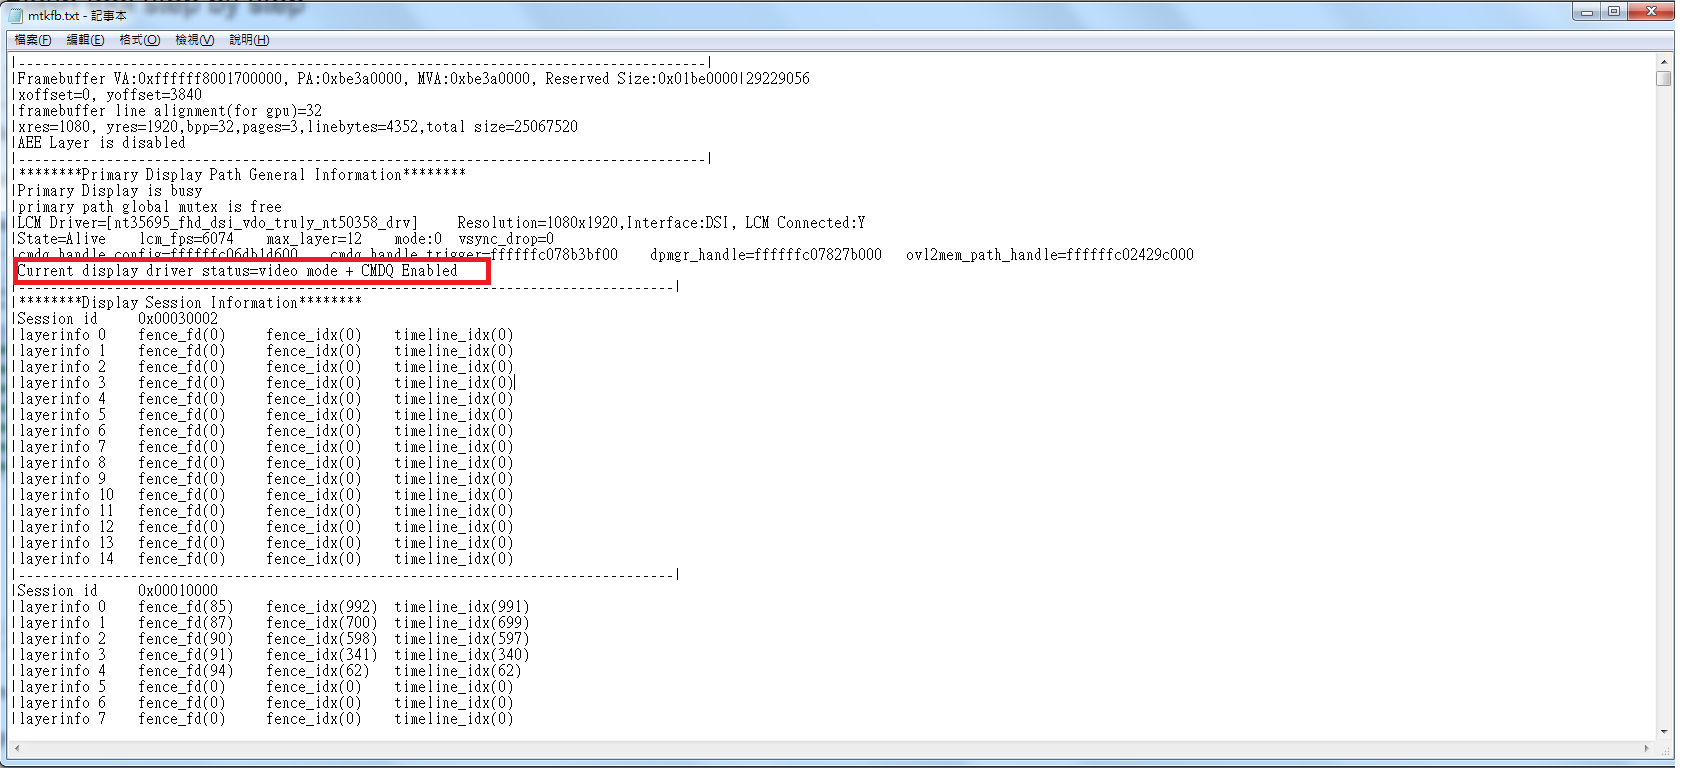 mtkfb.txt - 記事本
檔案(F) 編輯(E) 格式(O) 檢視(V) 說明(H)
|---------------------------------------------------------------------------------------|
|Framebuffer VA:0xffffff8001700000, PA:0xbe3a0000, MVA:0xbe3a0000, Reserved Size:0x01be0000|29229056
|xoffset=0, yoffset=3840
|framebuffer line alignment(for gpu)=32
|xres=1080, yres=1920,bpp=32,pages=3,linebytes=4352,total size=25067520
|AEE Layer is disabled
|---------------------------------------------------------------------------------------|
|********Primary Display Path General Information********
|Primary Display is busy
|primary path global mutex is free
|LCM Driver=[nt35695_fhd_dsi_vdo_truly_nt50358_drv]     Resolution=1080x1920,Interface:DSI, LCM Connected:Y
|State=Alive    lcm_fps=6074    max_layer=12    mode:0  vsync_drop=0
|cmdq_handle_config=ffffffc06db1d600    cmdq_handle_trigger=ffffffc078b3bf00    dpmgr_handle=ffffffc07827b000   ovl2mem_path_handle=ffffffc02429c000
Current display driver status=video mode + CMDQ Enabled
|-----------------------------------------------------------------------------------|
|********Display Session Information********
|Session id     0x00030002
|layerinfo 0    fence_fd(0)     fence_idx(0)    timeline_idx(0)
|layerinfo 1    fence_fd(0)     fence_idx(0)    timeline_idx(0)
|layerinfo 2    fence_fd(0)     fence_idx(0)    timeline_idx(0)
|layerinfo 3    fence_fd(0)     fence_idx(0)    timeline_idx(0)
|layerinfo 4    fence_fd(0)     fence_idx(0)    timeline_idx(0)
|layerinfo 5    fence_fd(0)     fence_idx(0)    timeline_idx(0)
|layerinfo 6    fence_fd(0)     fence_idx(0)    timeline_idx(0)
|layerinfo 7    fence_fd(0)     fence_idx(0)    timeline_idx(0)
|layerinfo 8    fence_fd(0)     fence_idx(0)    timeline_idx(0)
|layerinfo 9    fence_fd(0)     fence_idx(0)    timeline_idx(0)
|layerinfo 10   fence_fd(0)     fence_idx(0)    timeline_idx(0)
|layerinfo 11   fence_fd(0)     fence_idx(0)    timeline_idx(0)
|layerinfo 12   fence_fd(0)     fence_idx(0)    timeline_idx(0)
|layerinfo 13   fence_fd(0)     fence_idx(0)    timeline_idx(0)
|layerinfo 14   fence_fd(0)     fence_idx(0)    timeline_idx(0)
|-----------------------------------------------------------------------------------|
|Session id     0x00010000
|layerinfo 0    fence_fd(85)    fence_idx(992)  timeline_idx(991)
|layerinfo 1    fence_fd(87)    fence_idx(700)  timeline_idx(699)
|layerinfo 2    fence_fd(90)    fence_idx(598)  timeline_idx(597)
|layerinfo 3    fence_fd(91)    fence_idx(341)  timeline_idx(340)
|layerinfo 4    fence_fd(94)    fence_idx(62)   timeline_idx(62)
|layerinfo 5    fence_fd(0)     fence_idx(0)    timeline_idx(0)
|layerinfo 6    fence_fd(0)     fence_idx(0)    timeline_idx(0)
|layerinfo 7    fence_fd(0)     fence_idx(0)    timeline_idx(0)